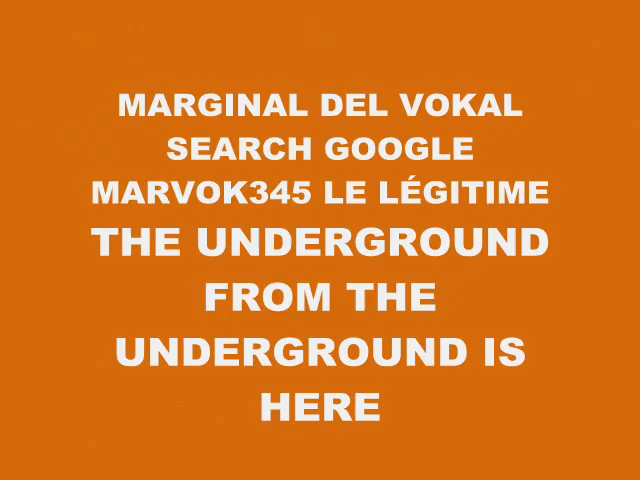 MARGINAL DEL VOKAL
SEARCH GOOGLE
MARVOK345 LE LÉGITIME
THE UNDERGROUND
FROM THE
UNDERGROUND IS
HERE